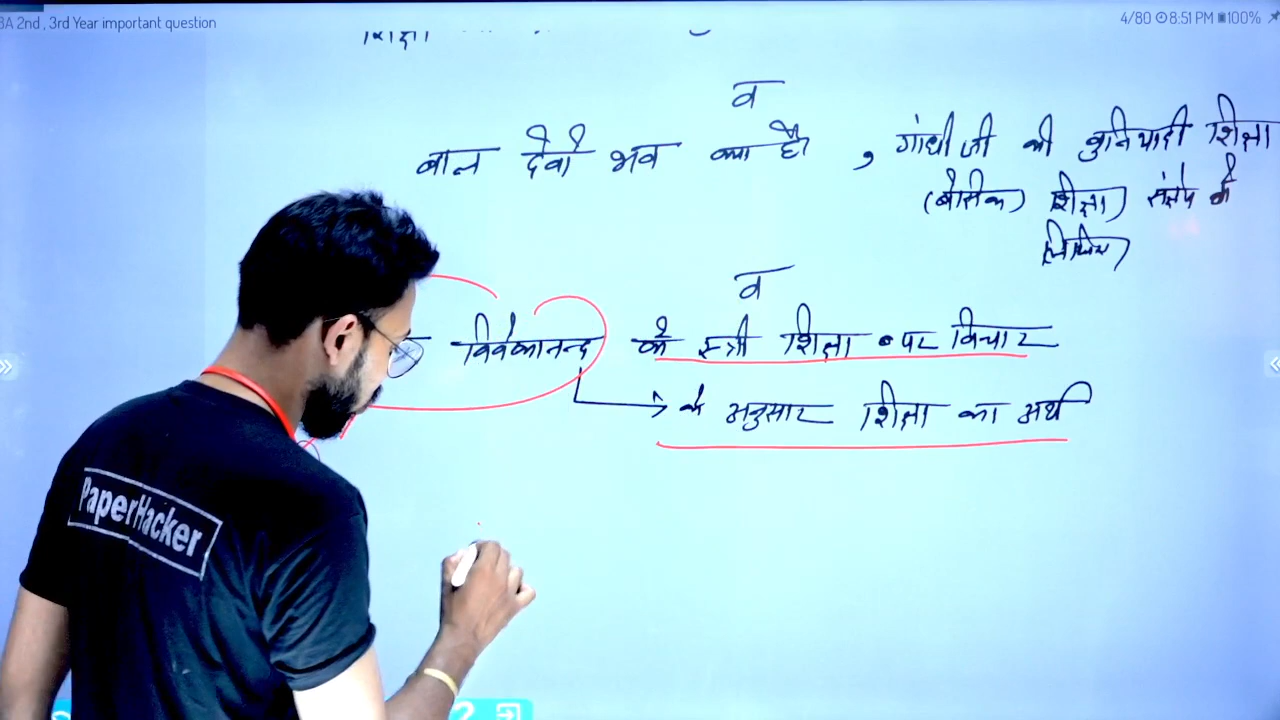 BA 2nd , 3rd Year important question
4/80 8:51 PM 100%
शिक्षा
व
बाल देवो भव क्या है , गांधीजी की बुनियादी शिक्षा
(बेसिक) शिक्षा) संक्षेप में
लिखिए)
व
विवेकानन्द के स्त्री शिक्षा पर विचार
के अनुसार शिक्षा का अर्थ
PaperHacker